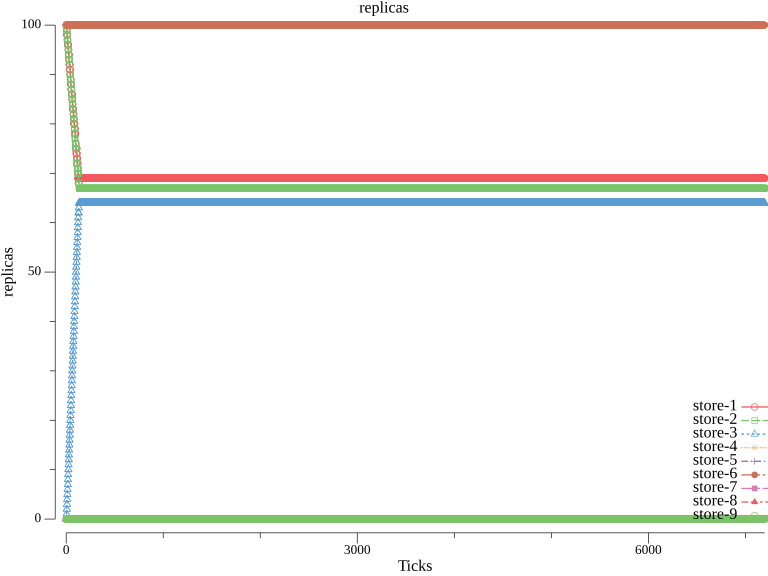 replicas
100
50
0
replicas
0
3000
6000
Ticks
store-1
store-2
store-3
store-4
store-5
store-6
store-7
store-8
store-9